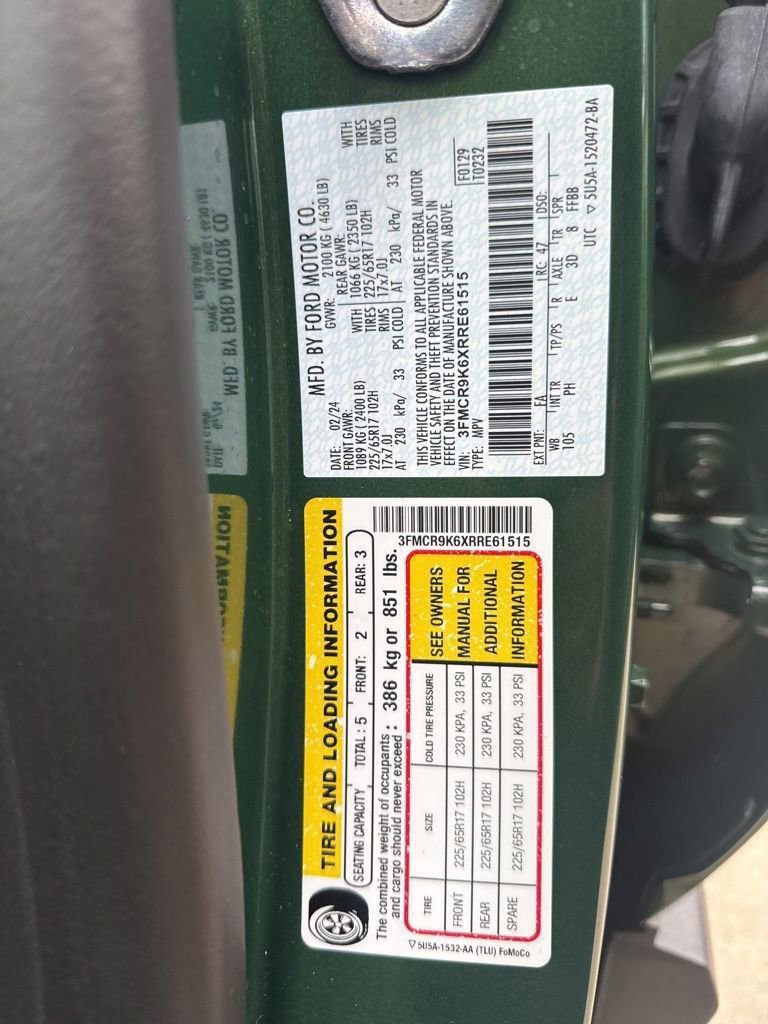 MFD. BY FORD MOTOR CO.
DATE: 02/24 GVWR: 2100 KG ( 4630 LB)
FRONT GAWR: REAR GAWR:
1089 KG ( 2400 LB) WITH 1066 KG ( 2350 LB) WITH
225/65R17 102H TIRES 225/65R17 102H TIRES
17x7.0J RIMS 17x7.0J RIMS
AT 230 kPa/ 33 PSI COLD AT 230 kPa/ 33 PSI COLD
THIS VEHICLE CONFORMS TO ALL APPLICABLE FEDERAL MOTOR
VEHICLE SAFETY AND THEFT PREVENTION STANDARDS IN
EFFECT ON THE DATE OF MANUFACTURE SHOWN ABOVE.
VIN: 3FMCR9K6XRRE61515 F0129
TYPE: MPV T0232
EXT PNT: FA RC: 47 DSO:
WB INT TR TP/PS R AXLE TR SPR
105 PH E 3D 8 FFBB
UTC ▽ 5U5A-1520472-BA
TIRE AND LOADING INFORMATION
SEATING CAPACITY TOTAL : 5 FRONT: 2 REAR: 3
The combined weight of occupants
and cargo should never exceed : 386 kg or 851 lbs.
3FMCR9K6XRRE61515
TIRE SIZE COLD TIRE PRESSURE SEE OWNERS
FRONT 225/65R17 102H 230 KPA, 33 PSI MANUAL FOR
REAR 225/65R17 102H 230 KPA, 33 PSI ADDITIONAL
SPARE 225/65R17 102H 230 KPA, 33 PSI INFORMATION
▽ 5U5A-1532-AA (TLU) FoMoCo